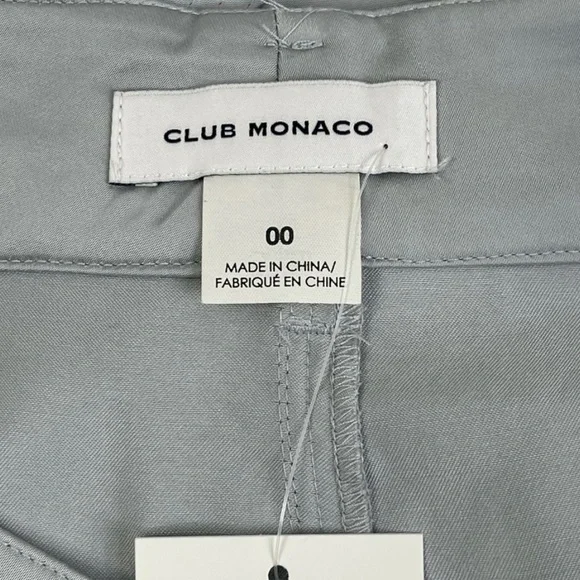 CLUB MONACO
00
MADE IN CHINA/
FABRIQUÉ EN CHINE